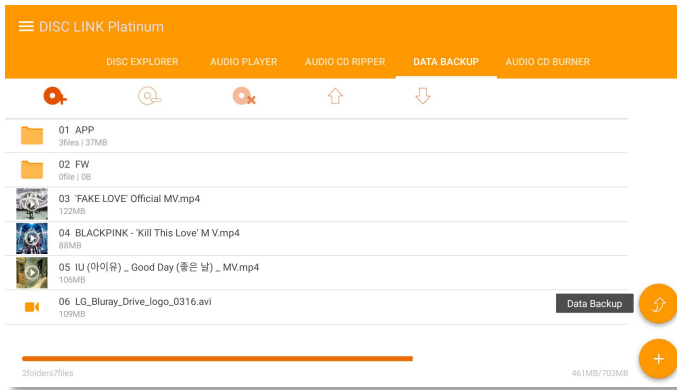 DISC LINK Platinum
DISC EXPLORER AUDIO PLAYER AUDIO CD RIPPER DATA BACKUP AUDIO CD BURNER
01 APP
3files | 37MB
02 FW
0file | 0B
03 'FAKE LOVE' Official MV.mp4
122MB
04 BLACKPINK - 'Kill This Love' M V.mp4
88MB
05 IU (아이유) _ Good Day (좋은 날) _ MV.mp4
106MB
06 LG_Bluray_Drive_logo_0316.avi
109MB
Data Backup
2folders7files 461MB/703MB